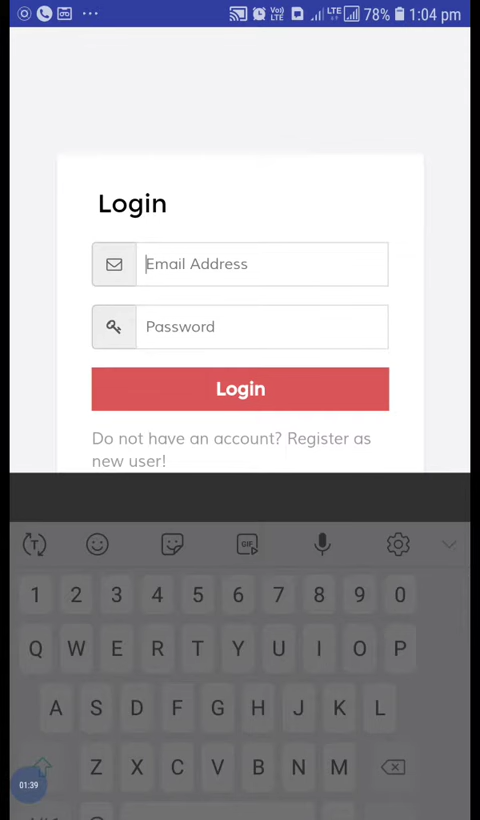 78% 1:04 pm
Login
Email Address
Password
Login
Do not have an account? Register as
new user!
GIF
1 2 3 4 5 6 7 8 9 0
Q W E R T Y U I O P
A S D F G H J K L
Z X C V B N M
01:39